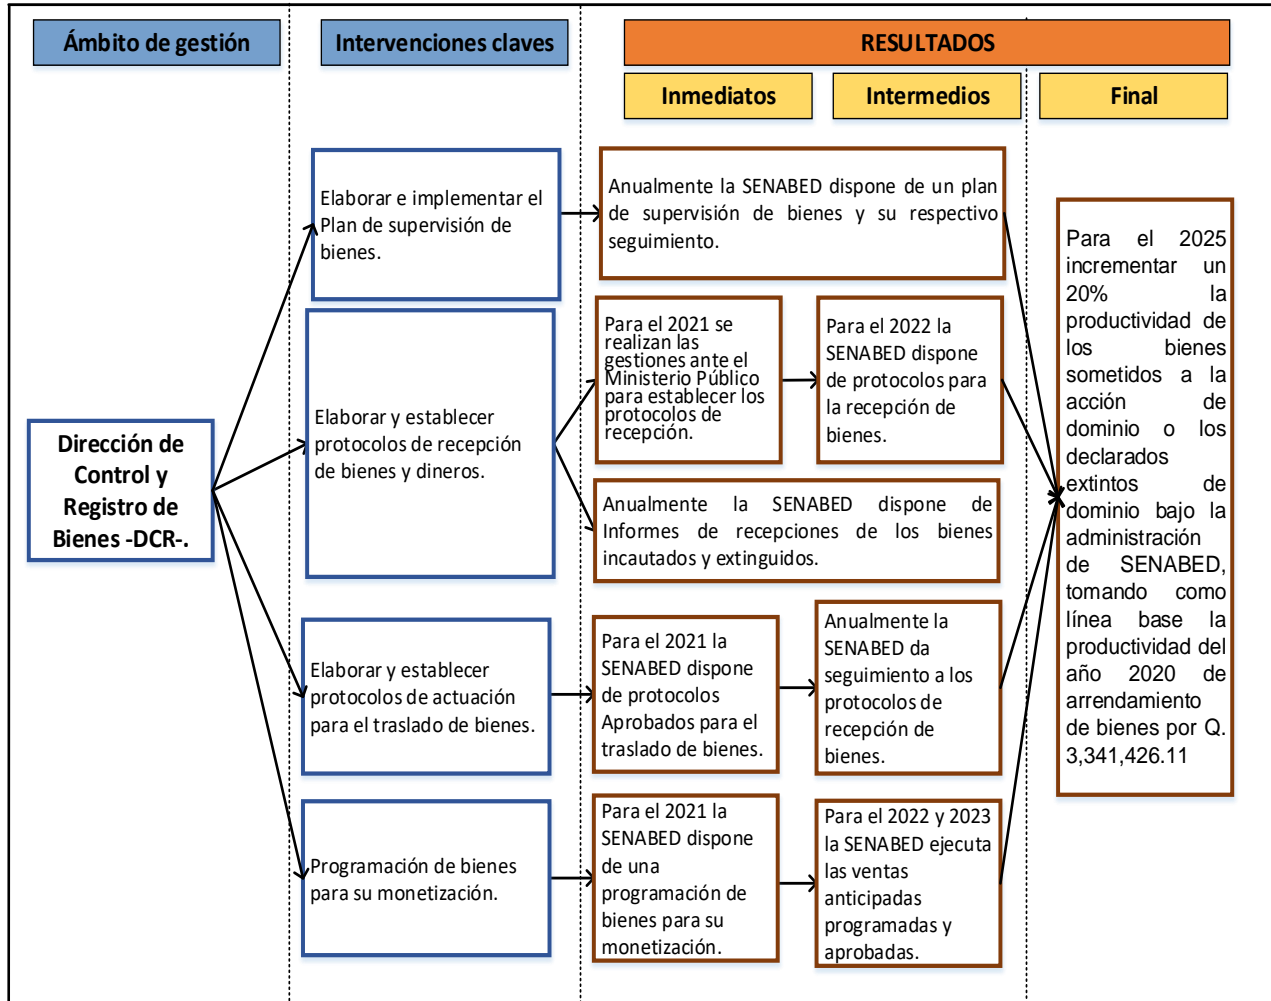 Ámbito de gestión
Intervenciones claves
RESULTADOS
Inmediatos
Intermedios
Final
Dirección de
Control y
Registro de
Bienes -DCR-.
Elaborar e implementar el
Plan de supervisión de
bienes.
Anualmente la SENABED dispone de un plan
de supervisión de bienes y su respectivo
seguimiento.
Elaborar y establecer
protocolos de recepción
de bienes y dineros.
Para el 2021 se
realizan las
gestiones ante el
Ministerio Público
para establecer los
protocolos de
recepción.
Para el 2022 la
SENABED dispone
de protocolos para
la recepción de
bienes.
Anualmente la SENABED dispone de
Informes de recepciones de los bienes
incautados y extinguidos.
Elaborar y establecer
protocolos de actuación
para el traslado de bienes.
Para el 2021 la
SENABED dispone
de protocolos
Aprobados para el
traslado de bienes.
Anualmente la
SENABED da
seguimiento a los
protocolos de
recepción de
bienes.
Programación de bienes
para su monetización.
Para el 2021 la
SENABED dispone
de una
programación de
bienes para su
monetización.
Para el 2022 y 2023
la SENABED ejecuta
las ventas
anticipadas
programadas y
aprobadas.
Para el 2025
incrementar un
20% la
productividad de
los bienes
sometidos a la
acción de
dominio o los
declarados
extintos de
dominio bajo la
administración
de SENABED,
tomando como
línea base la
productividad del
año 2020 de
arrendamiento
de bienes por Q.
3,341,426.11